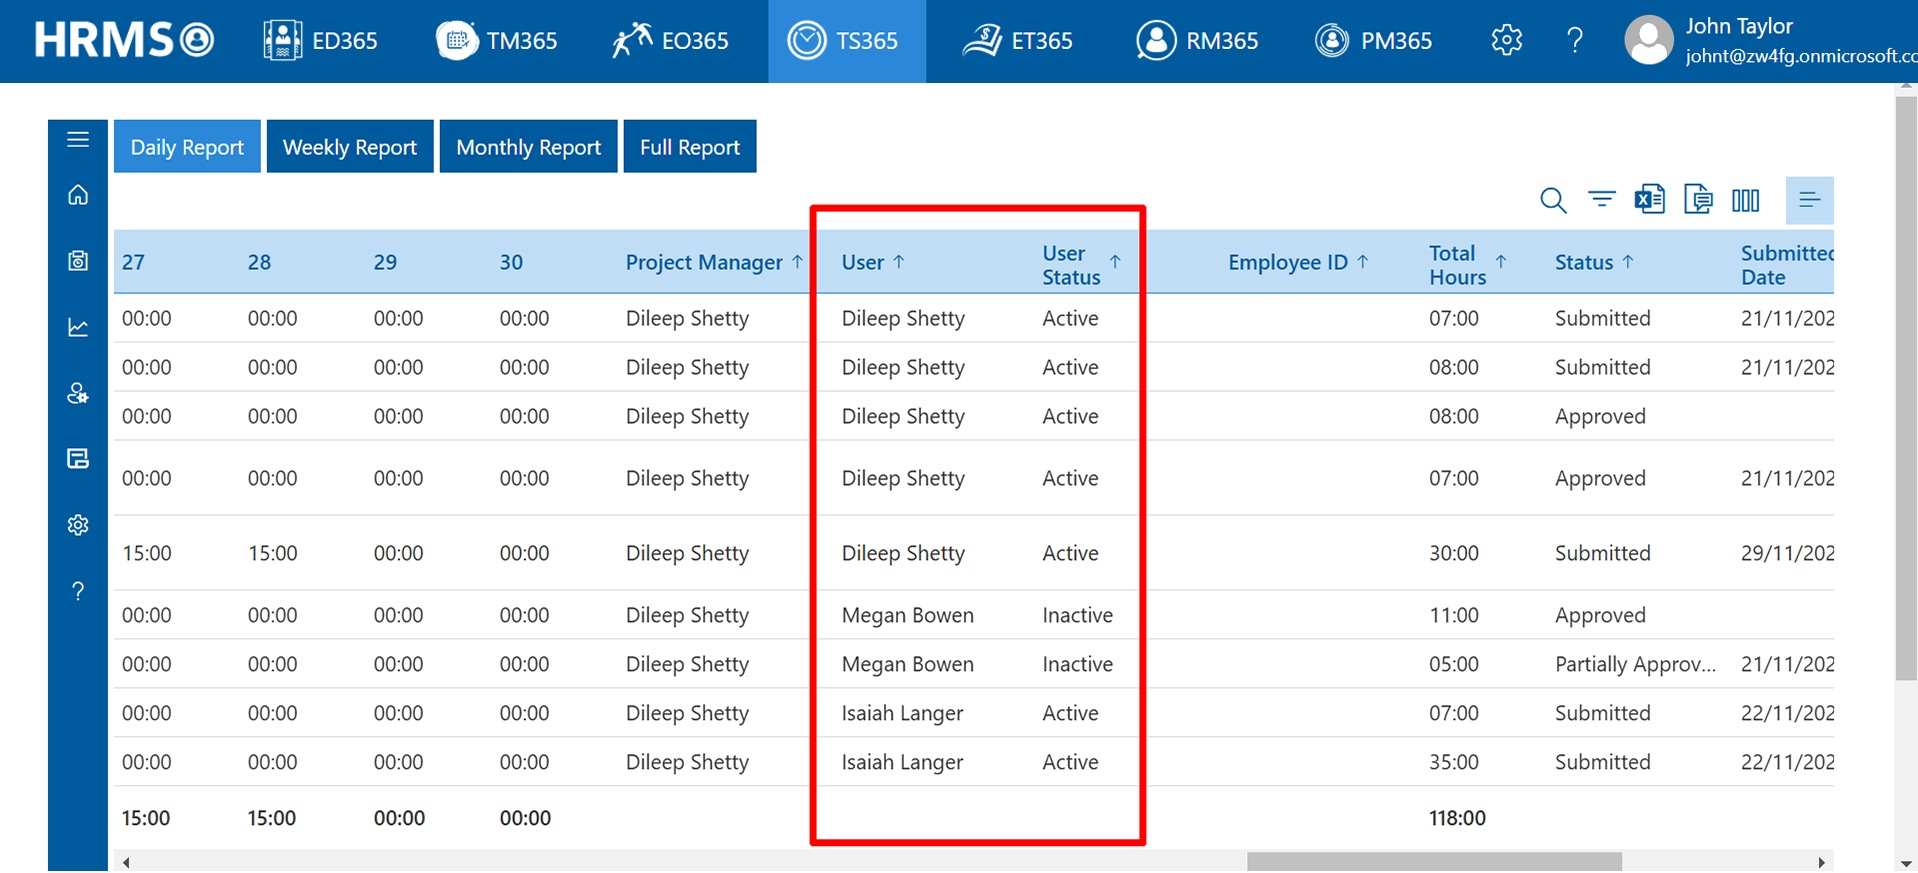 HRMS ED365 TM365 EO365 TS365 ET365 RM365 PM365 ? John Taylor
johnt@zw4fg.onmicrosoft.co
Daily Report Weekly Report Monthly Report Full Report
27 28 29 30 Project Manager ↑ User ↑ User Status ↑ Employee ID ↑ Total Hours ↑ Status ↑ Submitted Date
00:00 00:00 00:00 00:00 Dileep Shetty Dileep Shetty Active 07:00 Submitted 21/11/202
00:00 00:00 00:00 00:00 Dileep Shetty Dileep Shetty Active 08:00 Submitted 21/11/202
00:00 00:00 00:00 00:00 Dileep Shetty Dileep Shetty Active 08:00 Approved
00:00 00:00 00:00 00:00 Dileep Shetty Dileep Shetty Active 07:00 Approved 21/11/202
15:00 15:00 00:00 00:00 Dileep Shetty Dileep Shetty Active 30:00 Submitted 29/11/202
00:00 00:00 00:00 00:00 Dileep Shetty Megan Bowen Inactive 11:00 Approved
00:00 00:00 00:00 00:00 Dileep Shetty Megan Bowen Inactive 05:00 Partially Approv... 21/11/202
00:00 00:00 00:00 00:00 Dileep Shetty Isaiah Langer Active 07:00 Submitted 22/11/202
00:00 00:00 00:00 00:00 Dileep Shetty Isaiah Langer Active 35:00 Submitted 22/11/202
15:00 15:00 00:00 00:00 118:00